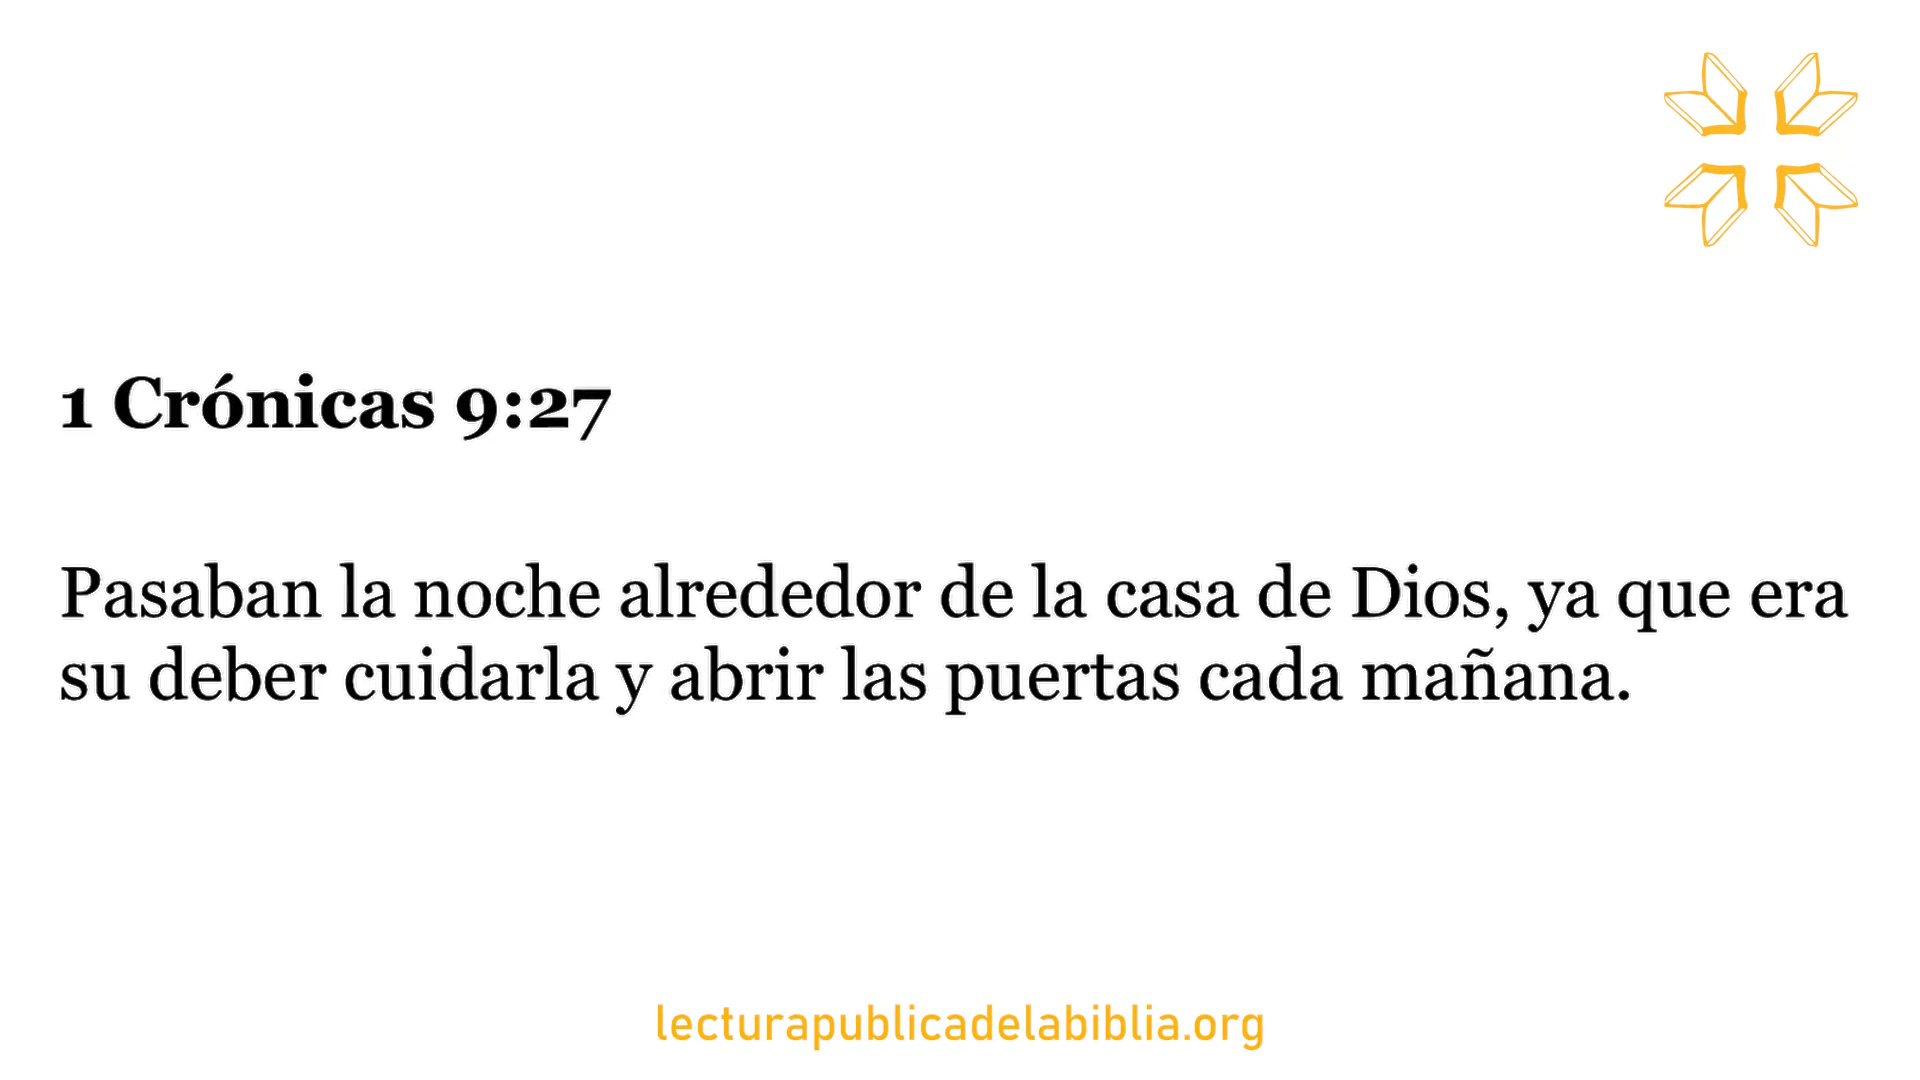 1 Crónicas 9:27
Pasaban la noche alrededor de la casa de Dios, ya que era
su deber cuidarla y abrir las puertas cada mañana.
lecturapublicadelabiblia.org